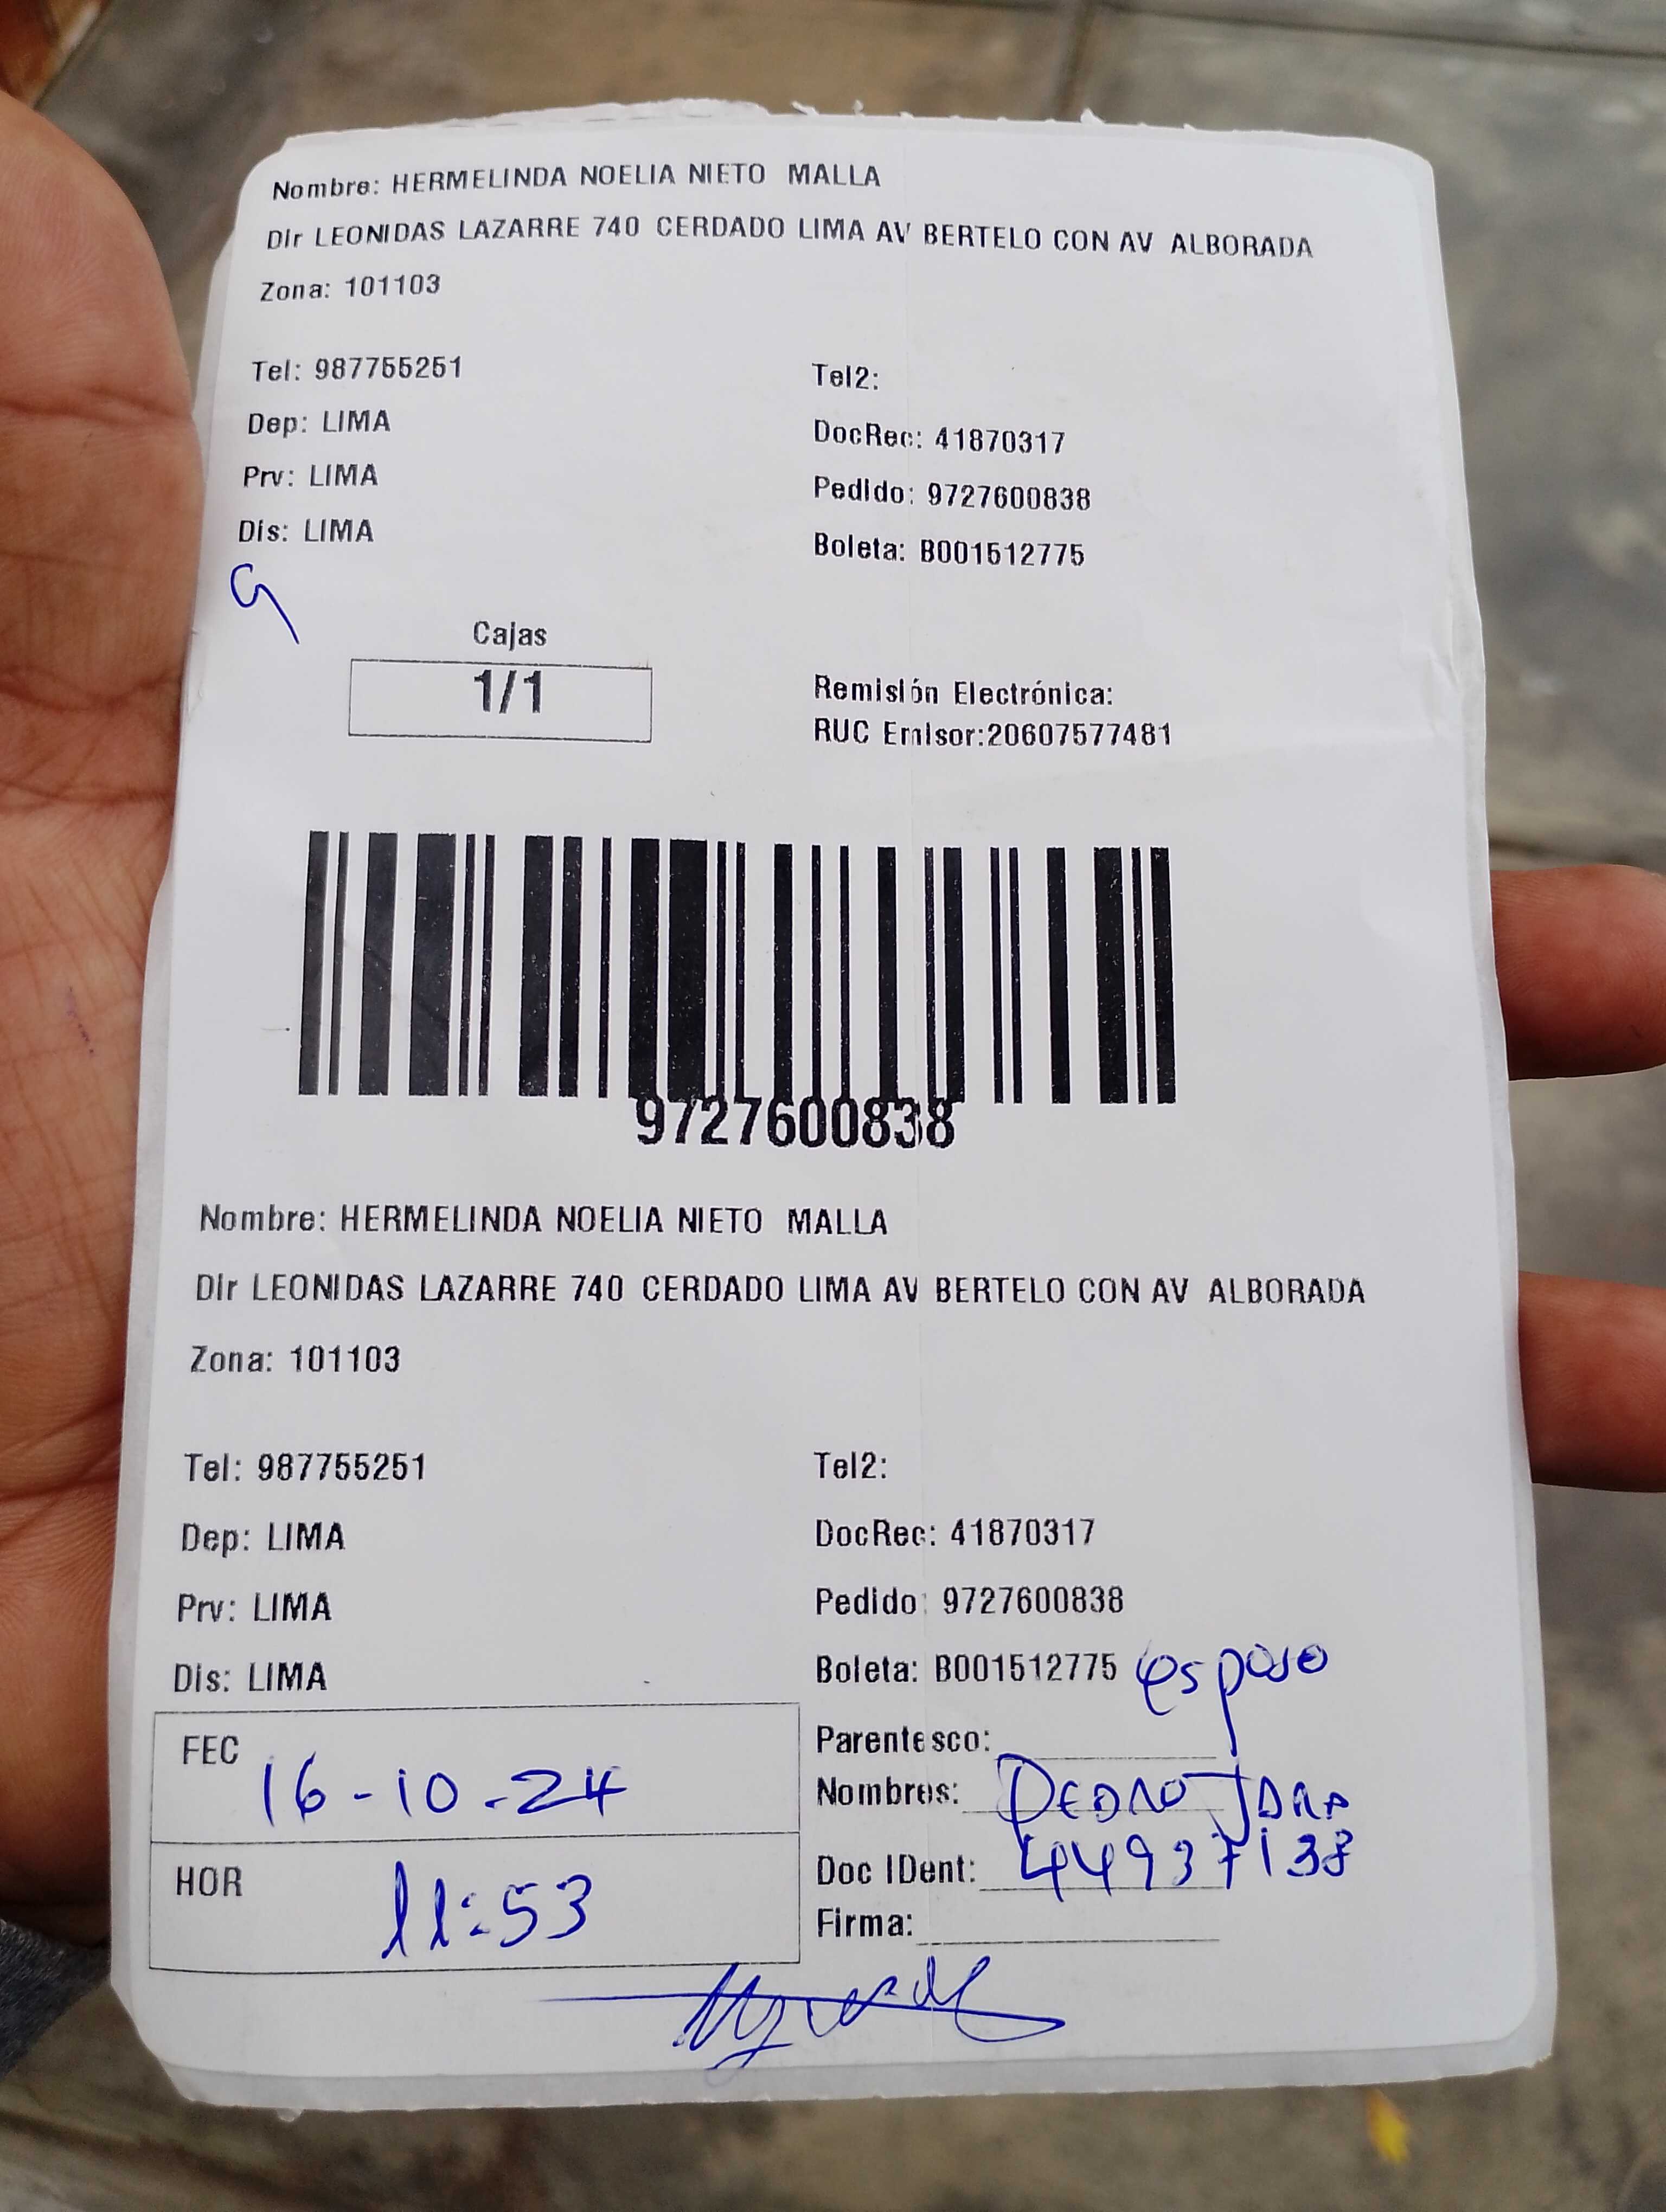 Nombre: HERMELINDA NOELIA NIETO MALLA
Dir LEONIDAS LAZARRE 740 CERDADO LIMA AV BERTELO CON AV ALBORADA
Zona: 101103
Tel: 987755251
Tel2:
Dep: LIMA
DocRec: 41870317
Prv: LIMA
Pedido: 9727600838
Dis: LIMA
Boleta: B001512775
Cajas
1/1
Remisión Electrónica:
RUC Emisor:20607577481
9727600838
Nombre: HERMELINDA NOELIA NIETO MALLA
Dir LEONIDAS LAZARRE 740 CERDADO LIMA AV BERTELO CON AV ALBORADA
Zona: 101103
Tel: 987755251
Tel2:
Dep: LIMA
DocRec: 41870317
Prv: LIMA
Pedido: 9727600838
Dis: LIMA
Boleta: B001512775
Parentesco: esposo
FEC 16-10-24
Nombres: PEDRO
Doc IDent: 44937138
HOR 11:53
Firma: